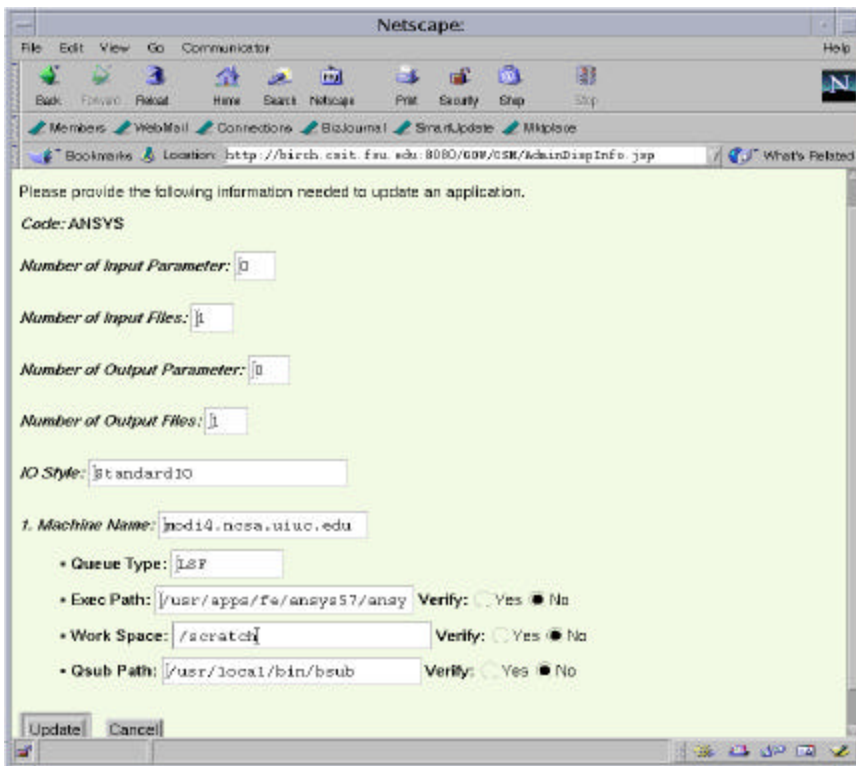 Netscape:
File Edit View Go Communicator Help
Back Forward Reload Home Search Netscape Print Security Shop Stop
N
Members WebMail Connections BizJournal SmartUpdate Mktplace
Bookmarks Location: http://birch.csit.fsu.edu:8080/GOW/CSM/AdminDispInfo.jsp What's Related
Please provide the following information needed to update an application.
Code: ANSYS
Number of Input Parameter: 0
Number of Input Files: 1
Number of Output Parameter: 0
Number of Output Files: 1
IO Style: StandardIO
1. Machine Name: modi4.ncsa.uiuc.edu
• Queue Type: LSF
• Exec Path: /usr/apps/fe/ansys57/ansy Verify: Yes No
• Work Space: /scratch Verify: Yes No
• Qsub Path: /usr/local/bin/bsub Verify: Yes No
Update Cancel